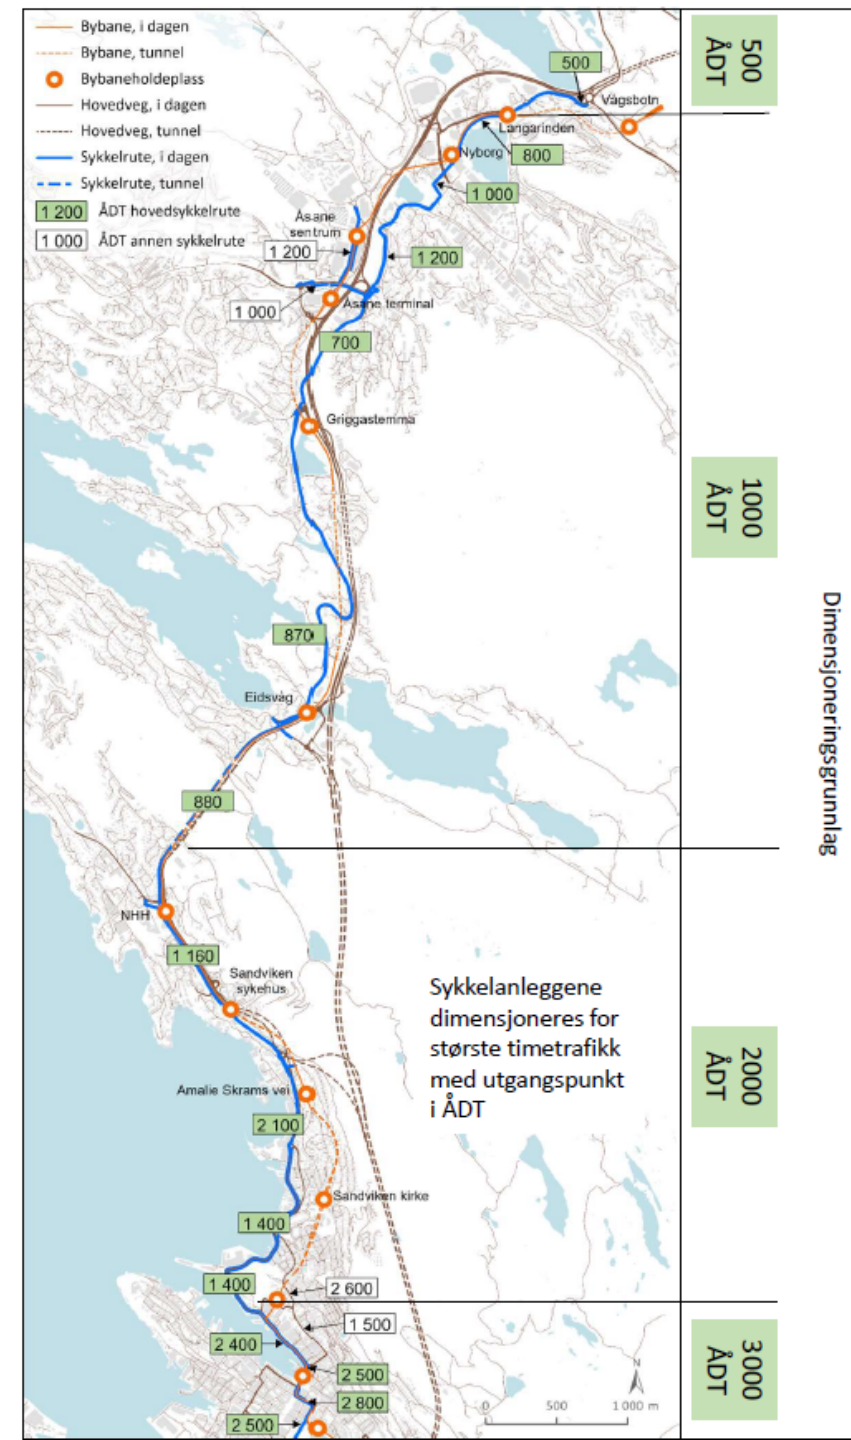 Bybane, i dagen
Bybane, tunnel
Bybaneholdeplass
Hovedveg, i dagen
Hovedveg, tunnel
Sykkelrute, i dagen
Sykkelrute, tunnel
1 200 ÅDT hovedsykkelrute
1 000 ÅDT annen sykkelrute
500
Vågsbotn
Langarinden
800
Nyborg
1 000
Åsane
sentrum
1 200
1 200
1 000
Åsane terminal
700
Griggastemma
870
Eidsvåg
880
NHH
1 160
Sandviken
sykehus
Amalie Skrams vei
2 100
Sandviken kirke
1 400
1 400
2 600
1 500
2 400
2 500
2 800
2 500
Sykkelanleggene
dimensjoneres for
største timetrafikk
med utgangspunkt
i ÅDT
N
0 500 1 000 m
500
ÅDT
1000
ÅDT
2000
ÅDT
3000
ÅDT
Dimensjoneringsgrunnlag